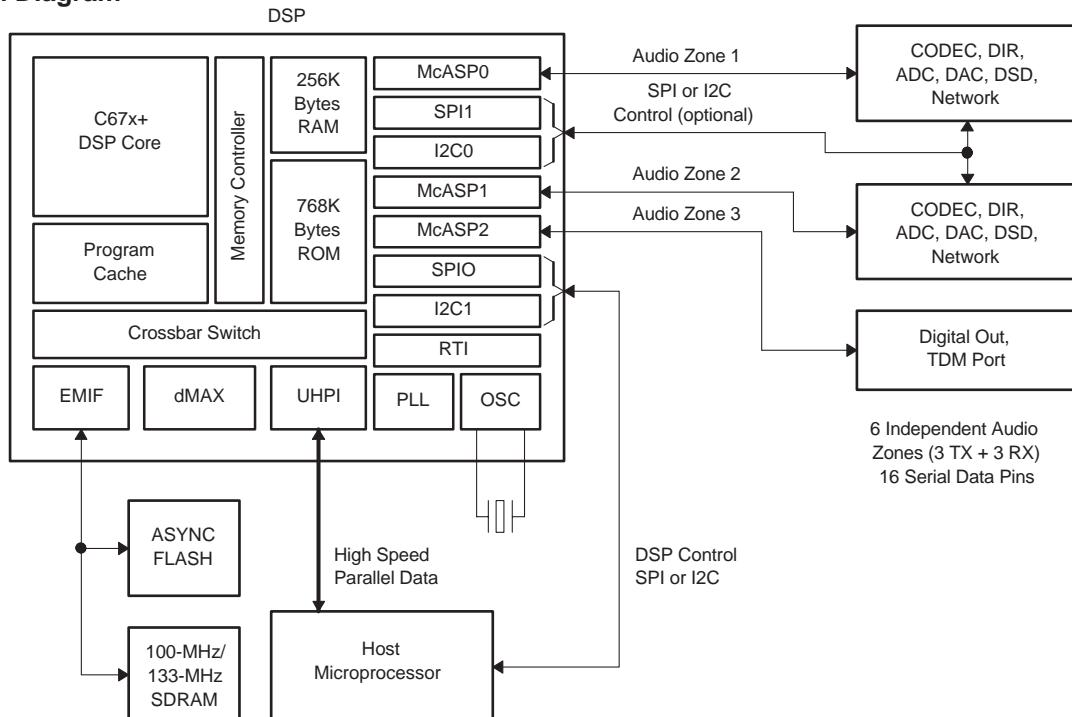 Diagram
DSP
C67x+
DSP Core
Program
Cache
Memory Controller
256K
Bytes
RAM
768K
Bytes
ROM
McASP0
SPI1
I2C0
McASP1
McASP2
SPIO
I2C1
RTI
Crossbar Switch
EMIF
dMAX
UHPI
PLL
OSC
Audio Zone 1
SPI or I2C
Control (optional)
Audio Zone 2
Audio Zone 3
CODEC, DIR,
ADC, DAC, DSD,
Network
CODEC, DIR,
ADC, DAC, DSD,
Network
Digital Out,
TDM Port
6 Independent Audio
Zones (3 TX + 3 RX)
16 Serial Data Pins
ASYNC
FLASH
High Speed
Parallel Data
DSP Control
SPI or I2C
100-MHz/
133-MHz
SDRAM
Host
Microprocessor